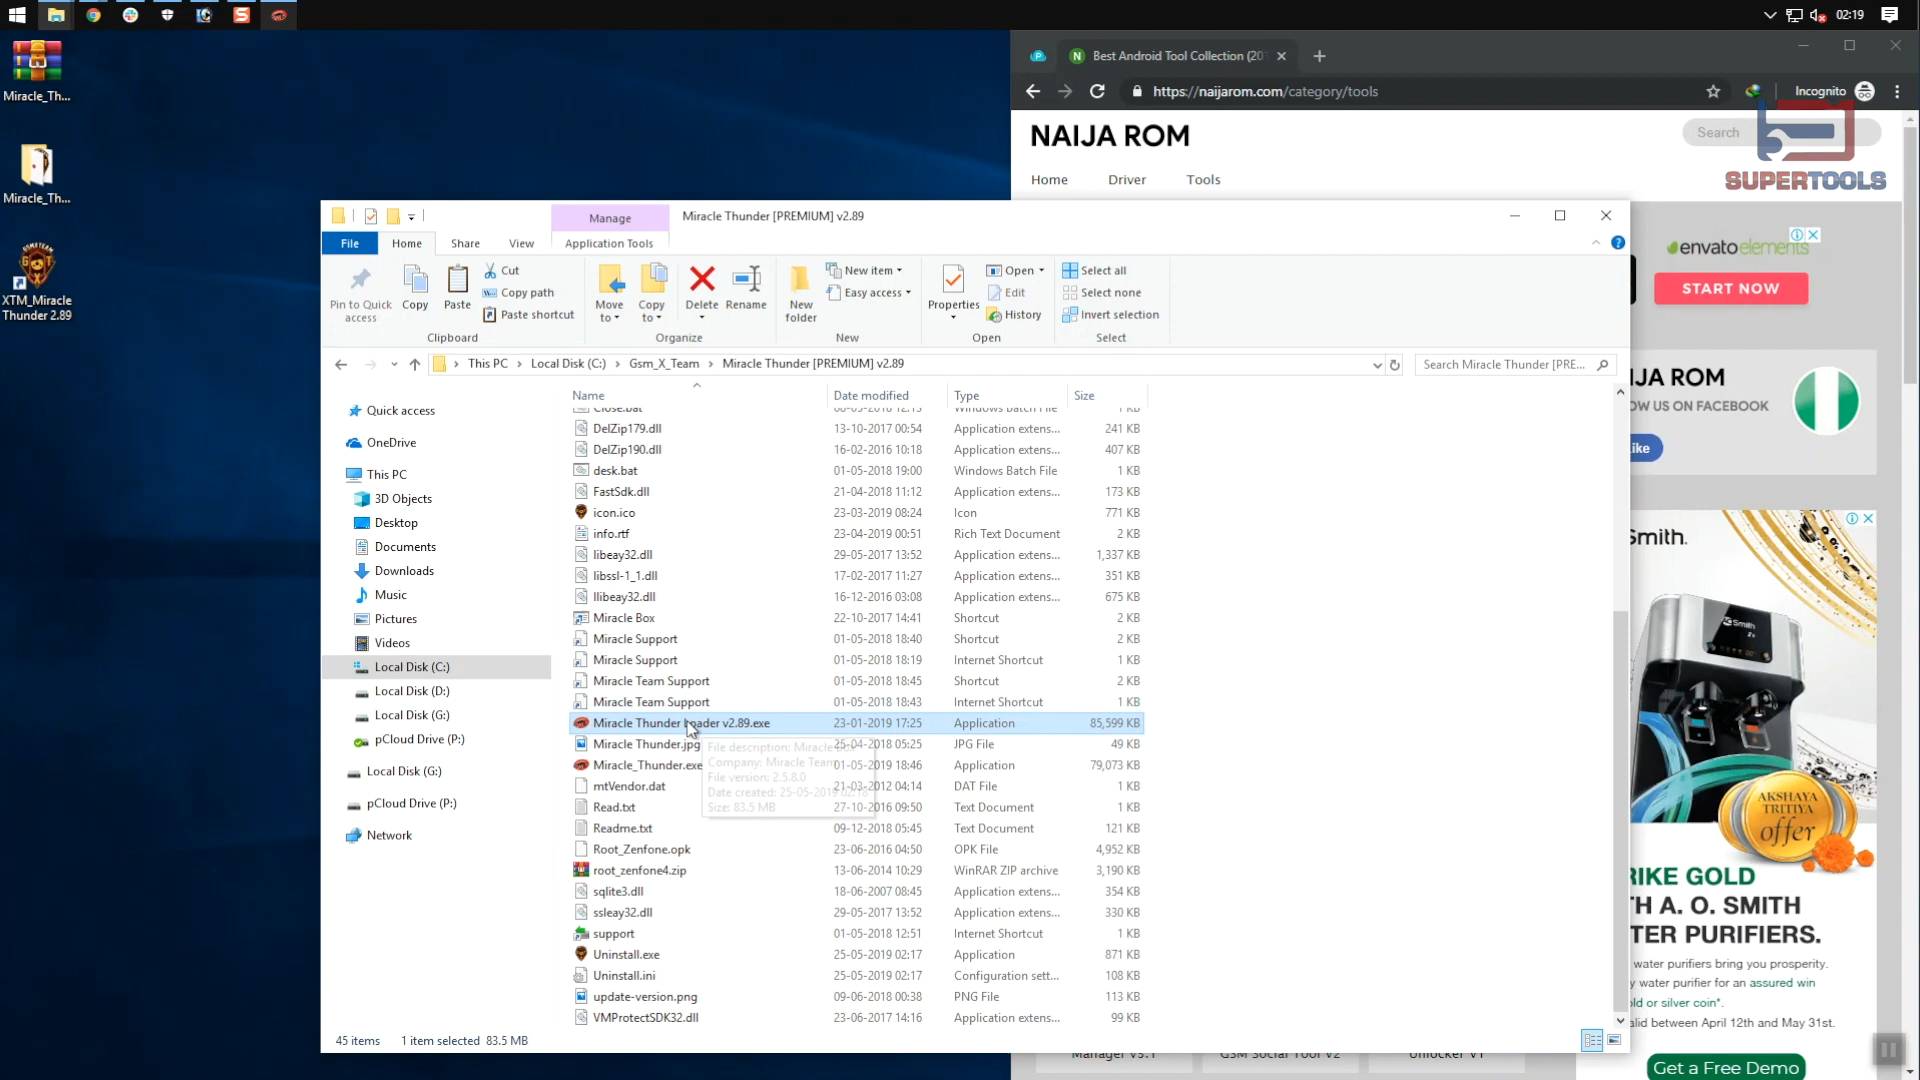 02:19
Miracle_Th...
Miracle_Th...
XTM_Miracle
Thunder 2.89
Best Android Tool Collection (20
https://naijarom.com/category/tools
Incognito
NAIJA ROM
Search
SUPERTOOLS
Home Driver Tools
envato elements
START NOW
IJA ROM
OW US ON FACEBOOK
ike
Smith.
AKSHAYA
TRITIYA
offer
RIKE GOLD
TH A. O. SMITH
TER PURIFIERS.
water purifiers bring you prosperity.
y water purifier for an assured win
old or silver coin*.
alid between April 12th and May 31st.
Get a Free Demo
Manager V3.1 GSM Social Tool V2 Unlocker V1
Manage
Miracle Thunder [PREMIUM] v2.89
File Home Share View Application Tools
Pin to Quick
access
Copy
Paste
Cut
Copy path
Paste shortcut
Clipboard
Move
to
Copy
to
Delete
Rename
Organize
New
folder
New item
Easy access
New
Properties
Open
Edit
History
Open
Select all
Select none
Invert selection
Select
This PC Local Disk (C:) Gsm_X_Team Miracle Thunder [PREMIUM] v2.89
Search Miracle Thunder [PRE...
Quick access
OneDrive
This PC
3D Objects
Desktop
Documents
Downloads
Music
Pictures
Videos
Local Disk (C:)
Local Disk (D:)
Local Disk (G:)
pCloud Drive (P:)
Local Disk (G:)
pCloud Drive (P:)
Network
Name Date modified Type Size
Close.bat 08-05-2018 12:15 Windows Batch File 1 KB
DelZip179.dll 13-10-2017 00:54 Application extens... 241 KB
DelZip190.dll 16-02-2016 10:18 Application extens... 407 KB
desk.bat 01-05-2018 19:00 Windows Batch File 1 KB
FastSdk.dll 21-04-2018 11:12 Application extens... 173 KB
icon.ico 23-03-2019 08:24 Icon 771 KB
info.rtf 23-04-2019 00:51 Rich Text Document 2 KB
libeay32.dll 29-05-2017 13:52 Application extens... 1,337 KB
libssl-1_1.dll 17-02-2017 11:27 Application extens... 351 KB
llibeay32.dll 16-12-2016 03:08 Application extens... 675 KB
Miracle Box 22-10-2017 14:41 Shortcut 2 KB
Miracle Support 01-05-2018 18:40 Shortcut 2 KB
Miracle Support 01-05-2018 18:19 Internet Shortcut 1 KB
Miracle Team Support 01-05-2018 18:45 Shortcut 2 KB
Miracle Team Support 01-05-2018 18:43 Internet Shortcut 1 KB
Miracle Thunder Loader v2.89.exe 23-01-2019 17:25 Application 85,599 KB
Miracle Thunder.jpg 25-04-2018 05:25 JPG File 49 KB
Miracle_Thunder.exe 01-05-2019 18:46 Application 79,073 KB
mtVendor.dat 21-03-2012 04:14 DAT File 1 KB
Read.txt 27-10-2016 09:50 Text Document 1 KB
Readme.txt 09-12-2018 05:45 Text Document 121 KB
Root_Zenfone.opk 23-06-2016 04:50 OPK File 4,952 KB
root_zenfone4.zip 13-06-2014 10:29 WinRAR ZIP archive 3,190 KB
sqlite3.dll 18-06-2007 08:45 Application extens... 354 KB
ssleay32.dll 29-05-2017 13:52 Application extens... 330 KB
support 01-05-2018 12:51 Internet Shortcut 1 KB
Uninstall.exe 25-05-2019 02:17 Application 871 KB
Uninstall.ini 25-05-2019 02:17 Configuration sett... 108 KB
update-version.png 09-06-2018 00:38 PNG File 113 KB
VMProtectSDK32.dll 23-06-2017 14:16 Application extens... 99 KB
File description: Miracle
Company: Miracle Team
File version: 2.5.8.0
Date created: 25-05-2019 02:18
Size: 83.5 MB
45 items 1 item selected 83.5 MB